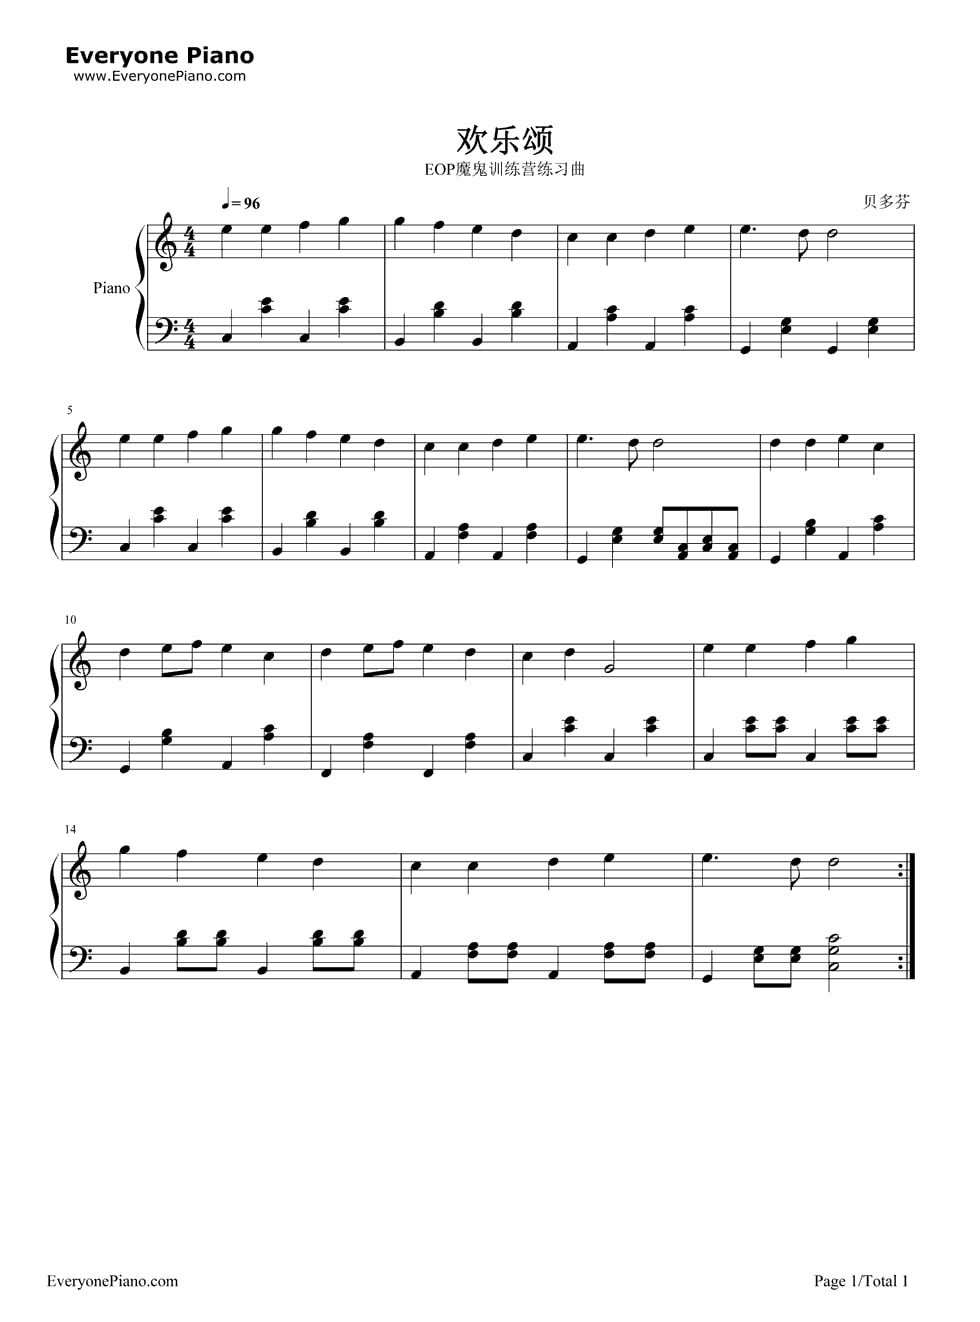 Everyone Piano
www.EveryonePiano.com
欢乐颂
EOP魔鬼训练营练习曲
♩= 96
贝多芬
Piano
5
10
14
EveryonePiano.com
Page 1/Total 1